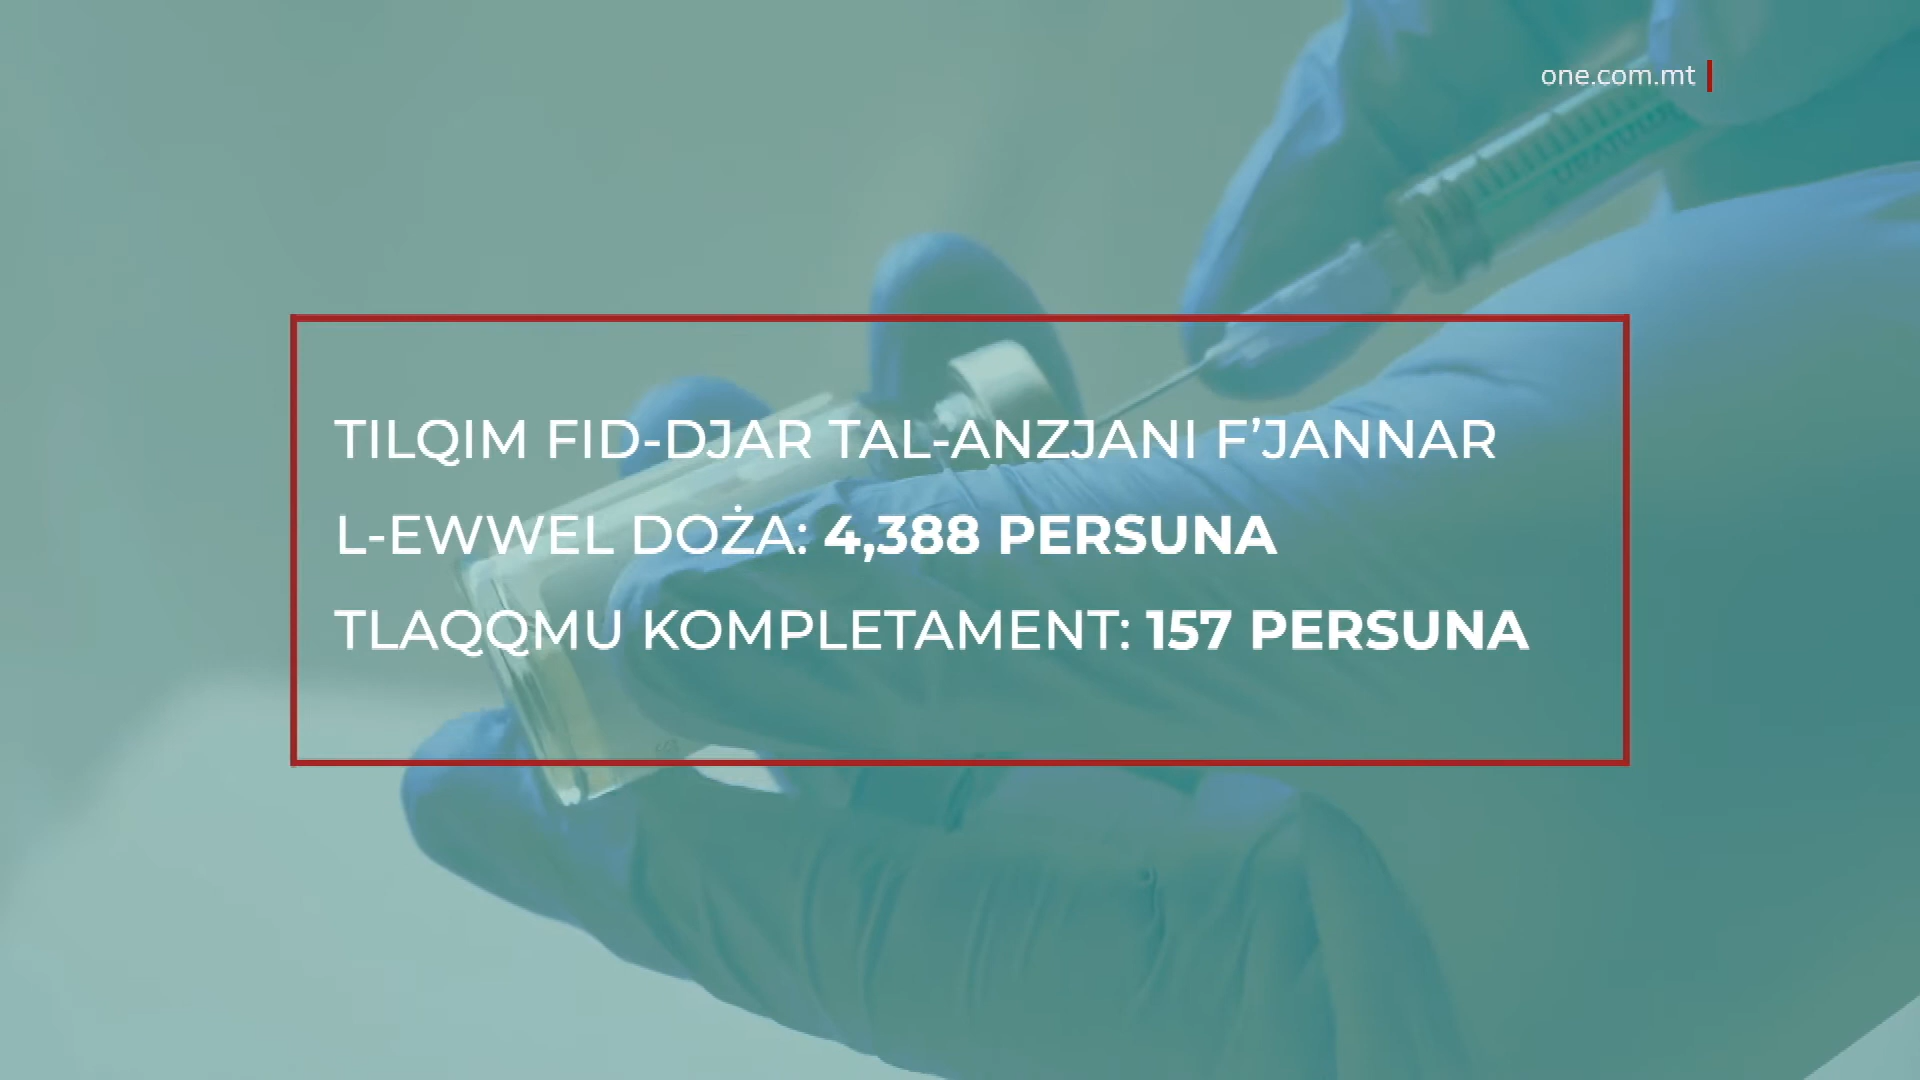 one.com.mt
TILQIM FID-DJAR TAL-ANZJANI F’JANNAR
L-EWWEL DOŻA: 4,388 PERSUNA
TLAQQMU KOMPLETAMENT: 157 PERSUNA